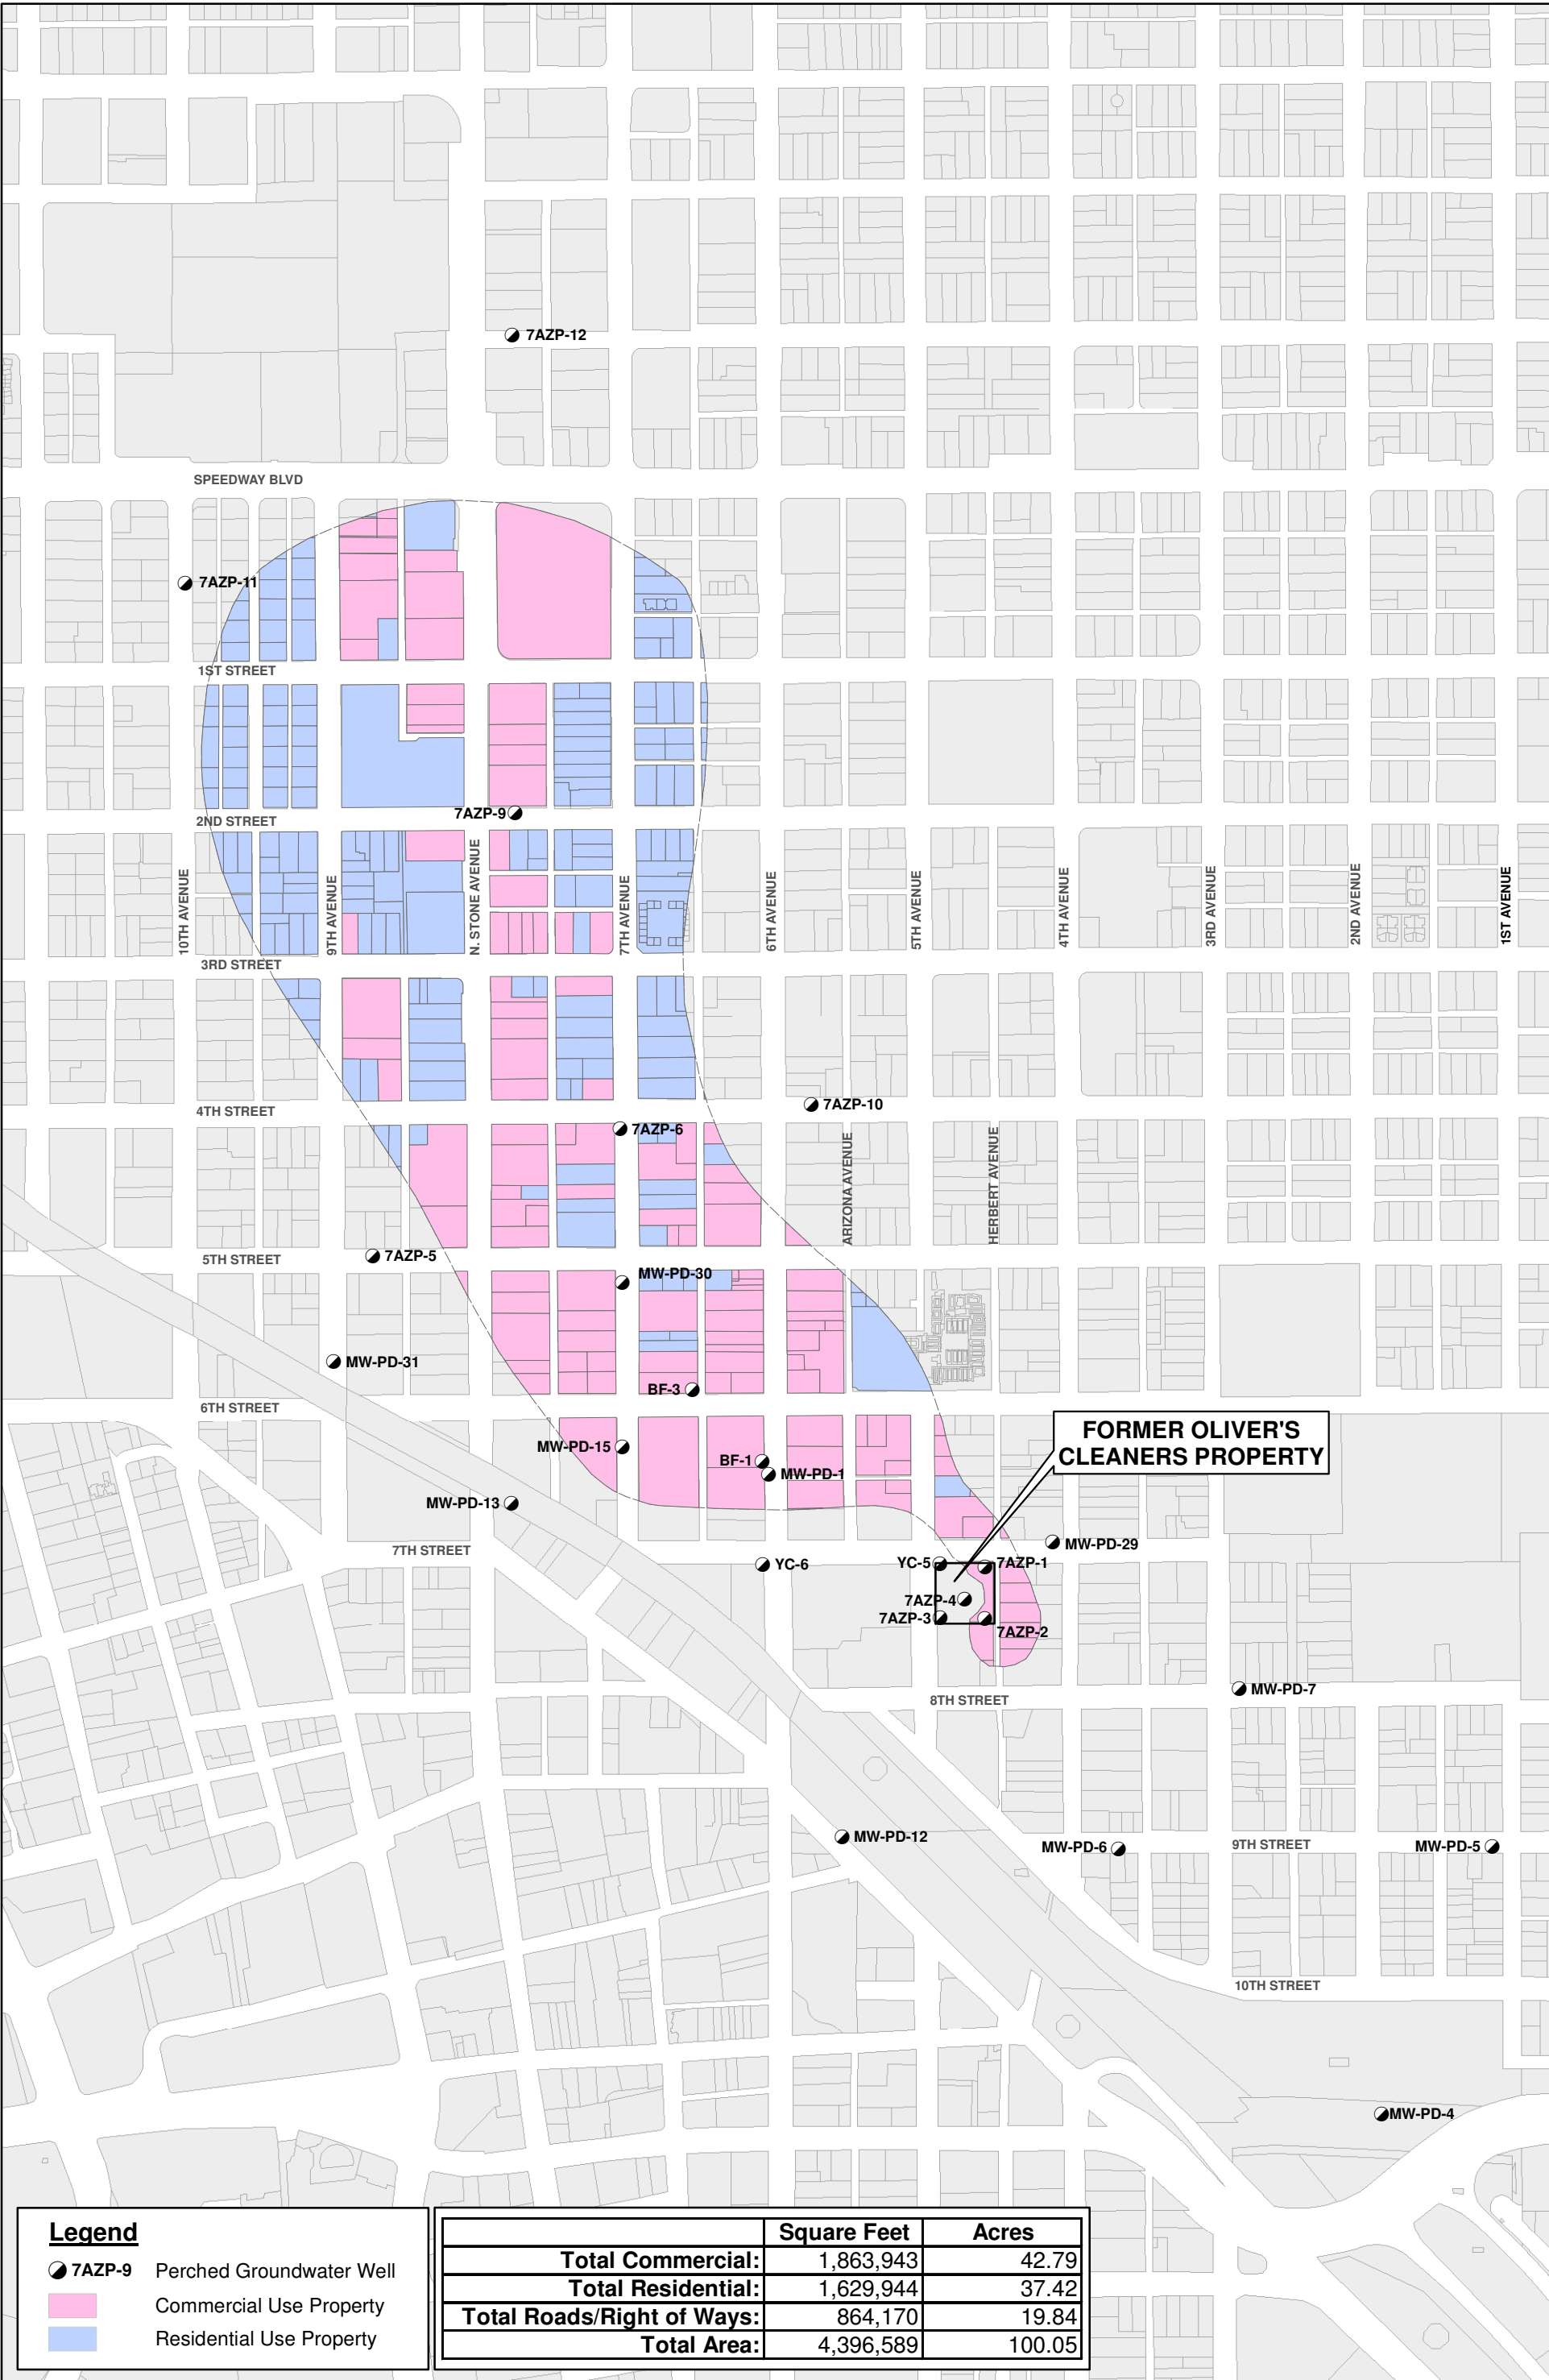 7AZP-12
SPEEDWAY BLVD
7AZP-11
1ST STREET
7AZP-9
2ND STREET
10TH AVENUE
9TH AVENUE
N. STONE AVENUE
7TH AVENUE
6TH AVENUE
5TH AVENUE
4TH AVENUE
3RD AVENUE
2ND AVENUE
1ST AVENUE
3RD STREET
4TH STREET
7AZP-10
7AZP-6
ARIZONA AVENUE
HERBERT AVENUE
5TH STREET
7AZP-5
MW-PD-30
MW-PD-31
BF-3
6TH STREET
FORMER OLIVER'S
CLEANERS PROPERTY
MW-PD-15
BF-1
MW-PD-1
MW-PD-13
7TH STREET
MW-PD-29
YC-6
YC-5
7AZP-1
7AZP-4
7AZP-3
7AZP-2
8TH STREET
MW-PD-7
MW-PD-12
MW-PD-6
9TH STREET
MW-PD-5
10TH STREET
MW-PD-4
Legend
7AZP-9 Perched Groundwater Well
Commercial Use Property
Residential Use Property
Square Feet Acres
Total Commercial: 1,863,943 42.79
Total Residential: 1,629,944 37.42
Total Roads/Right of Ways: 864,170 19.84
Total Area: 4,396,589 100.05